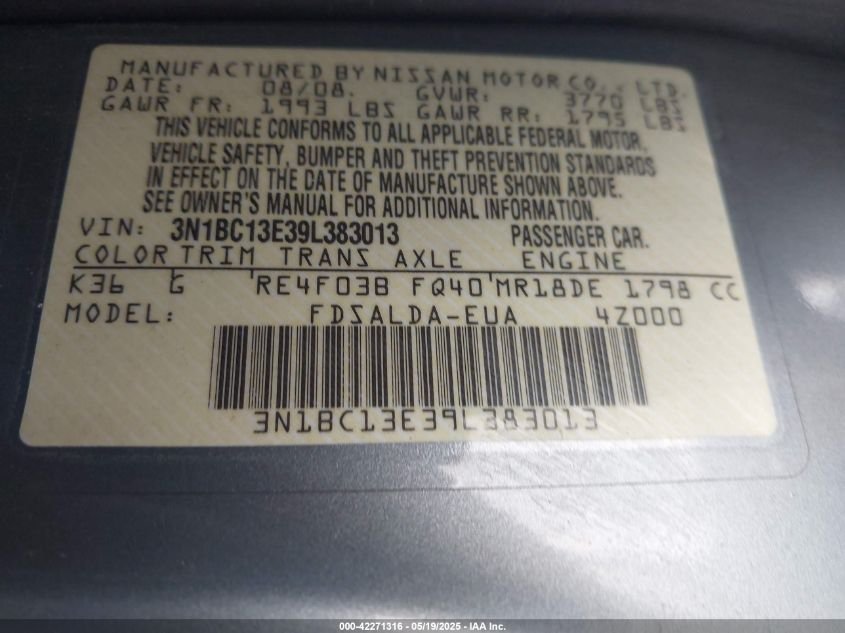 MANUFACTURED BY NISSAN MOTOR CO., LTD.
DATE: 08/08. GVWR: 3770 LBS
GAWR FR: 1993 LBS GAWR RR: 1795 LBS
THIS VEHICLE CONFORMS TO ALL APPLICABLE FEDERAL MOTOR
VEHICLE SAFETY, BUMPER AND THEFT PREVENTION STANDARDS
IN EFFECT ON THE DATE OF MANUFACTURE SHOWN ABOVE.
SEE OWNER'S MANUAL FOR ADDITIONAL INFORMATION.
VIN: 3N1BC13E39L383013 PASSENGER CAR.
COLOR TRIM TRANS AXLE ENGINE
K36 G RE4F03B FQ40 MR18DE 1798 CC
MODEL: FDSALDA-EUA 4Z000
3N1BC13E39L383013
000-42271316 - 05/19/2025 - IAA Inc.